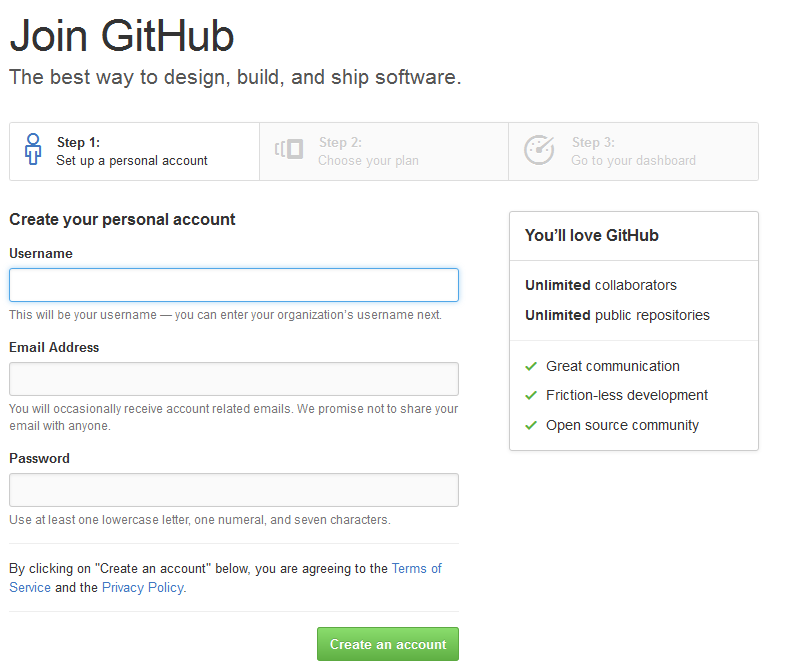 Join GitHub
The best way to design, build, and ship software.
Step 1:
Set up a personal account
Step 2:
Choose your plan
Step 3:
Go to your dashboard
Create your personal account
Username
This will be your username — you can enter your organization's username next.
Email Address
You will occasionally receive account related emails. We promise not to share your
email with anyone.
Password
Use at least one lowercase letter, one numeral, and seven characters.
By clicking on "Create an account" below, you are agreeing to the Terms of
Service and the Privacy Policy.
Create an account
You'll love GitHub
Unlimited collaborators
Unlimited public repositories
Great communication
Friction-less development
Open source community